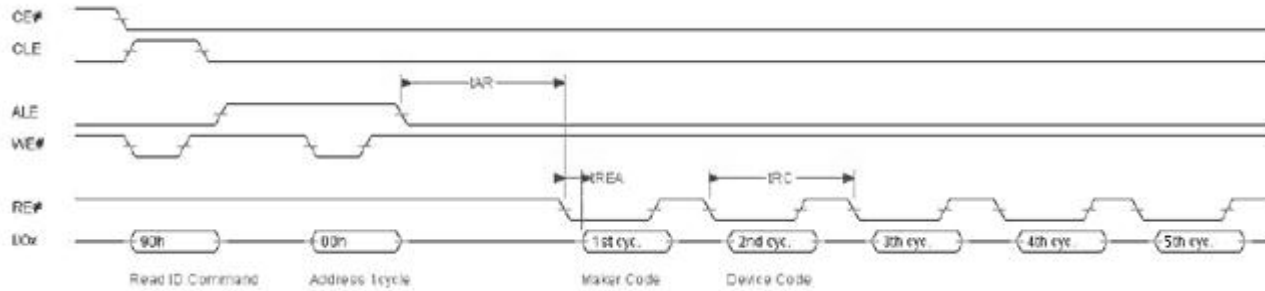 CE#
CLE
tAR
ALE
WE#
tREA
tRC
RE#
I/Ox
90h
00h
1st cyc.
2nd cyc.
3th cyc.
4th cyc.
5th cyc.
Read ID Command
Address 1cycle
Maker Code
Device Code